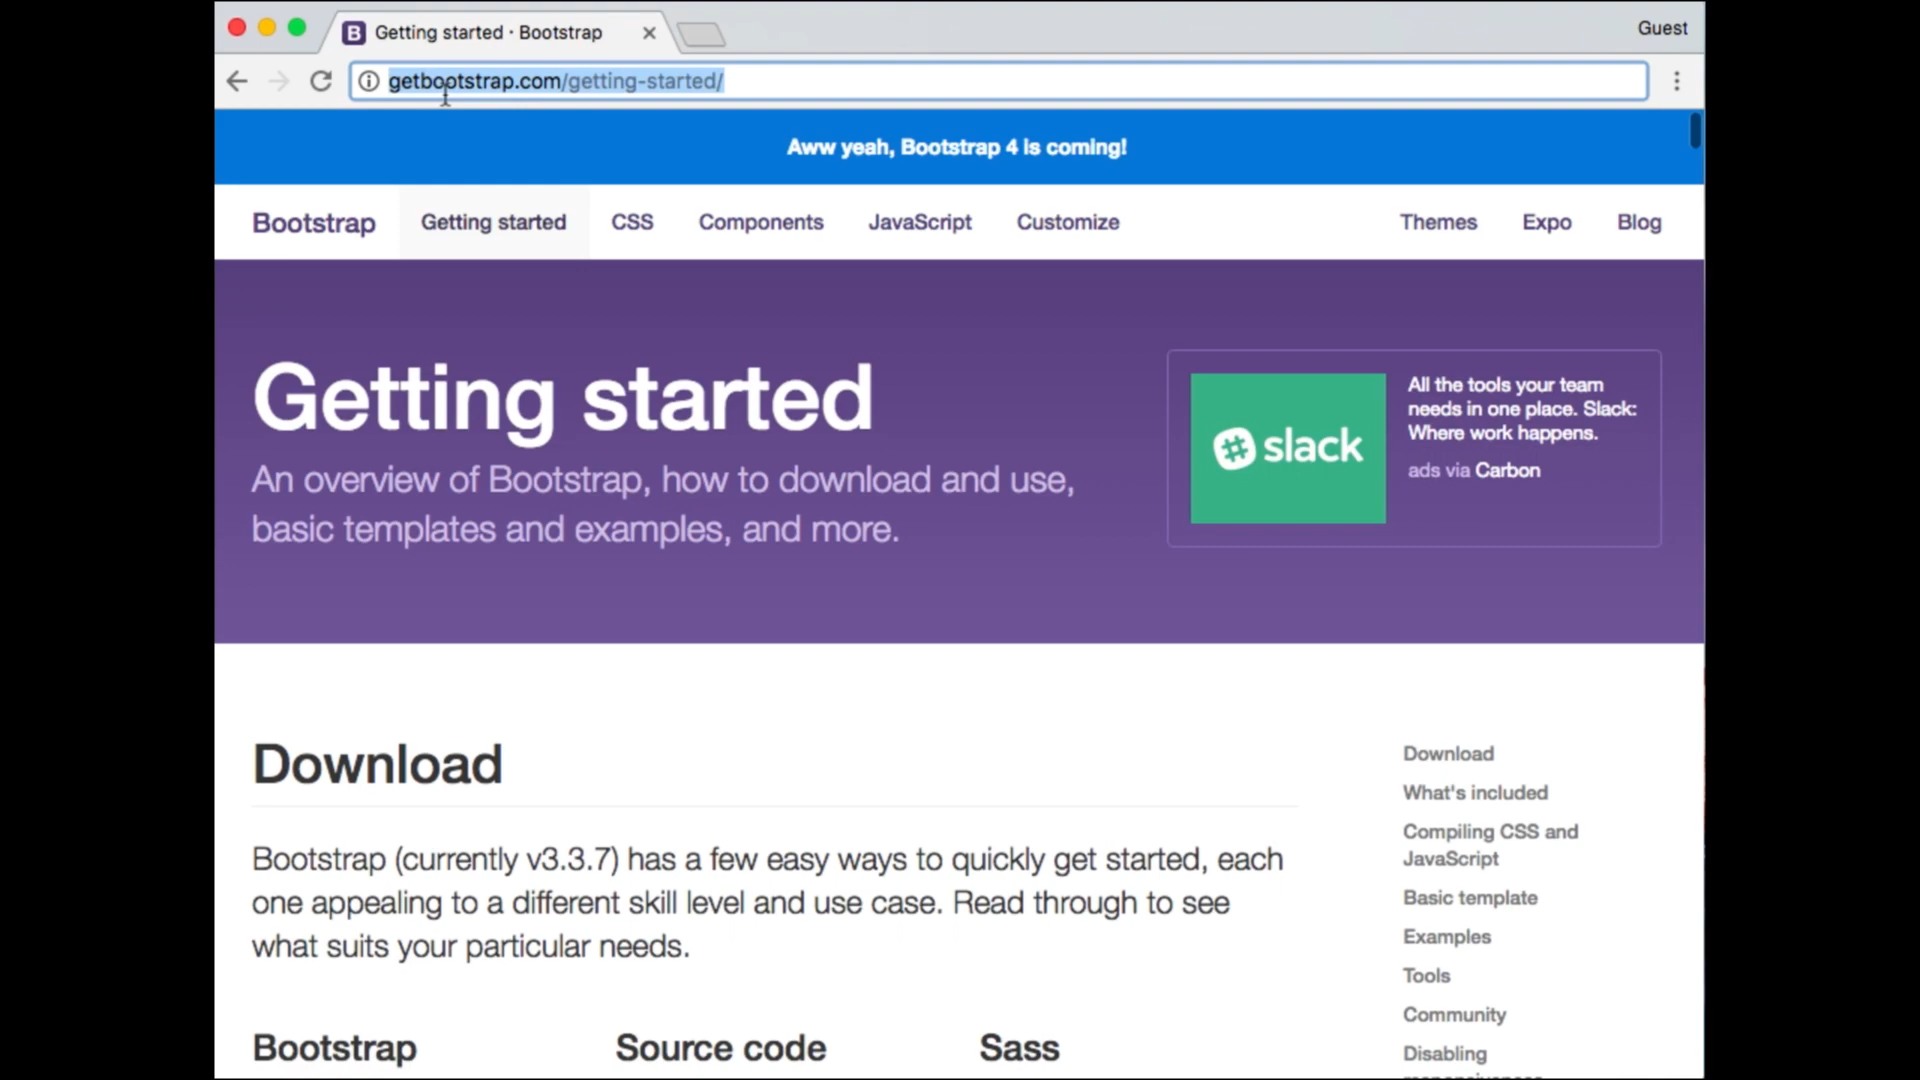 Getting started · Bootstrap
Guest
getbootstrap.com/getting-started/
Aww yeah, Bootstrap 4 is coming!
Bootstrap Getting started CSS Components JavaScript Customize Themes Expo Blog
Getting started
An overview of Bootstrap, how to download and use,
basic templates and examples, and more.
slack
All the tools your team
needs in one place. Slack:
Where work happens.
ads via Carbon
Download
Bootstrap (currently v3.3.7) has a few easy ways to quickly get started, each
one appealing to a different skill level and use case. Read through to see
what suits your particular needs.
Bootstrap Source code Sass
Download
What's included
Compiling CSS and
JavaScript
Basic template
Examples
Tools
Community
Disabling